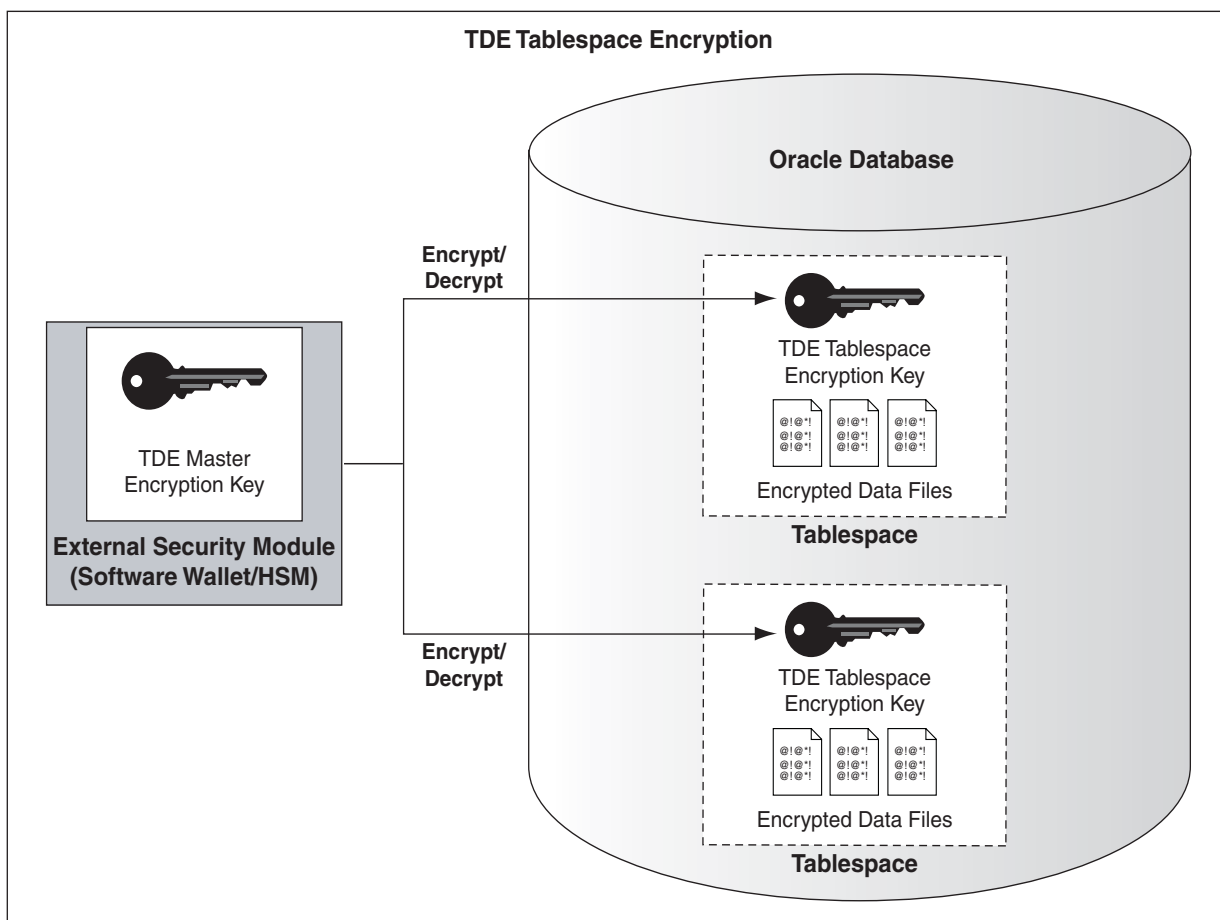 TDE Tablespace Encryption
Oracle Database
Encrypt/
Decrypt
TDE Tablespace
Encryption Key
@!@*!
@!@*!
@!@*!
@!@*!
@!@*!
@!@*!
@!@*!
@!@*!
@!@*!
Encrypted Data Files
Tablespace
TDE Master
Encryption Key
External Security Module
(Software Wallet/HSM)
Encrypt/
Decrypt
TDE Tablespace
Encryption Key
@!@*!
@!@*!
@!@*!
@!@*!
@!@*!
@!@*!
@!@*!
@!@*!
@!@*!
Encrypted Data Files
Tablespace